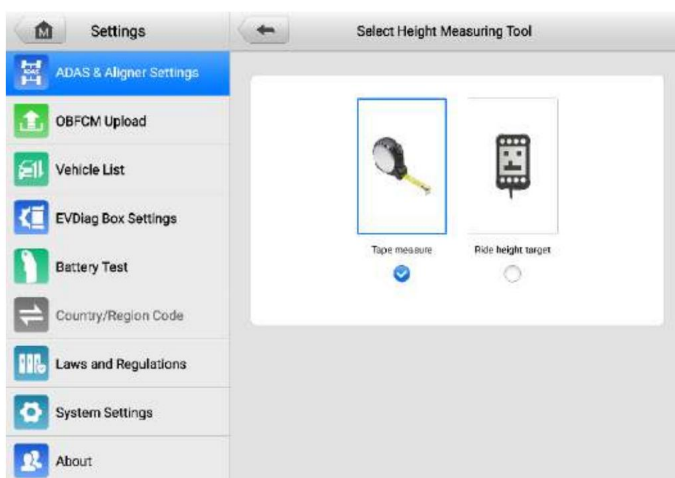 M
Settings
Select Height Measuring Tool
ADAS
ADAS & Aligner Settings
OBFCM Upload
Vehicle List
EVDiag Box Settings
Battery Test
Country/Region Code
Laws and Regulations
System Settings
About
Tape measure
Ride height target